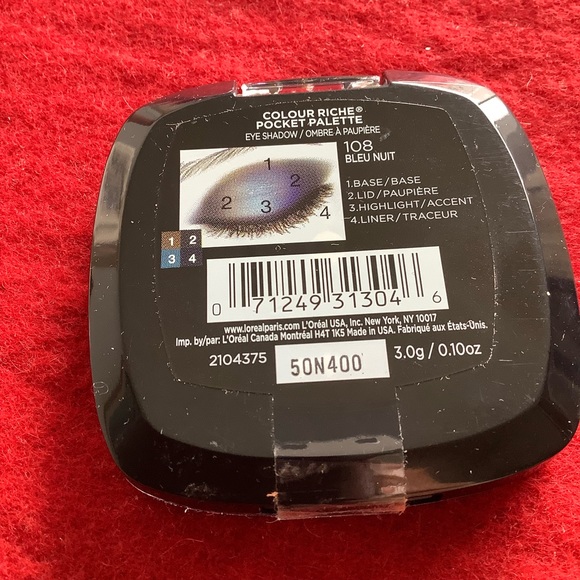 COLOUR RICHE®
POCKET PALETTE
EYE SHADOW / OMBRE À PAUPIÈRE
108
BLEU NUIT
1
2
2
3
4
1.BASE/BASE
2.LID/PAUPIÈRE
3.HIGHLIGHT/ACCENT
4.LINER/TRACEUR
1 2
3 4
0 71249 31304 6
www.lorealparis.com L'Oréal USA, Inc. New York, NY 10017
Imp. by/par: L'Oréal Canada Montréal H4T 1K5 Made in USA. Fabriqué aux États-Unis.
2104375 50N400 3.0g / 0.10oz